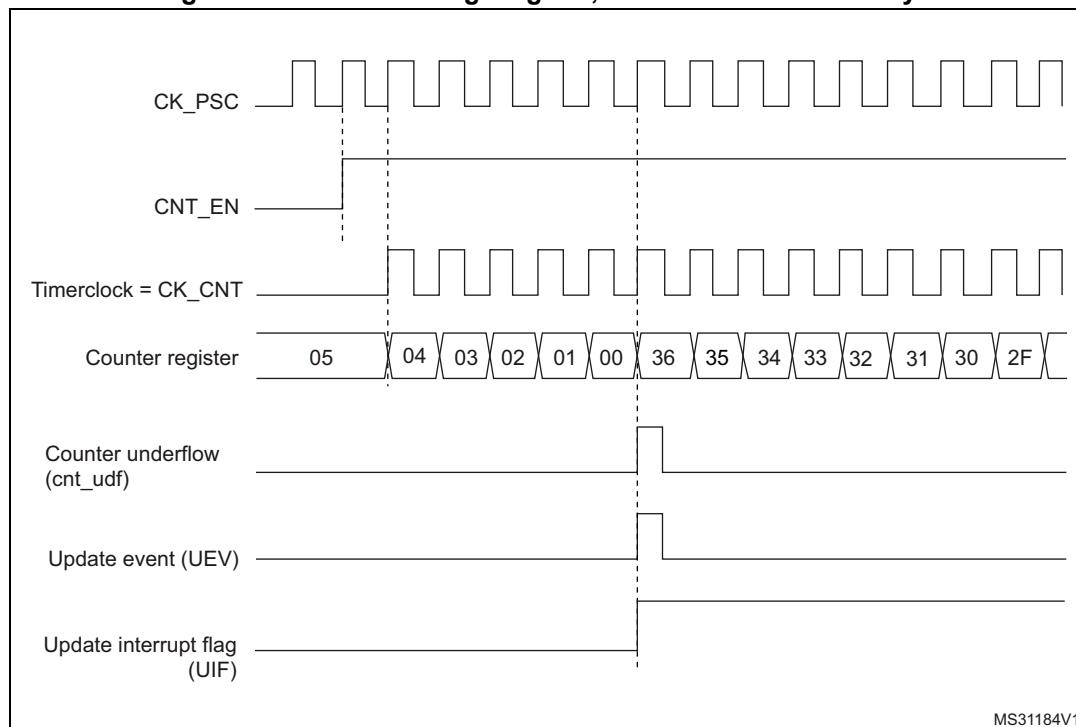 CK_PSC
CNT_EN
Timerclock = CK_CNT
Counter register
05 04 03 02 01 00 36 35 34 33 32 31 30 2F
Counter underflow
(cnt_udf)
Update event (UEV)
Update interrupt flag
(UIF)
MS31184V1